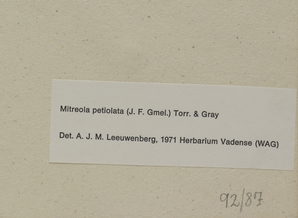 Mitreola petiolata (J. F. Gmel.) Torr. & Gray
Det. A. J. M. Leeuwenberg, 1971 Herbarium Vadense (WAG)
92/87